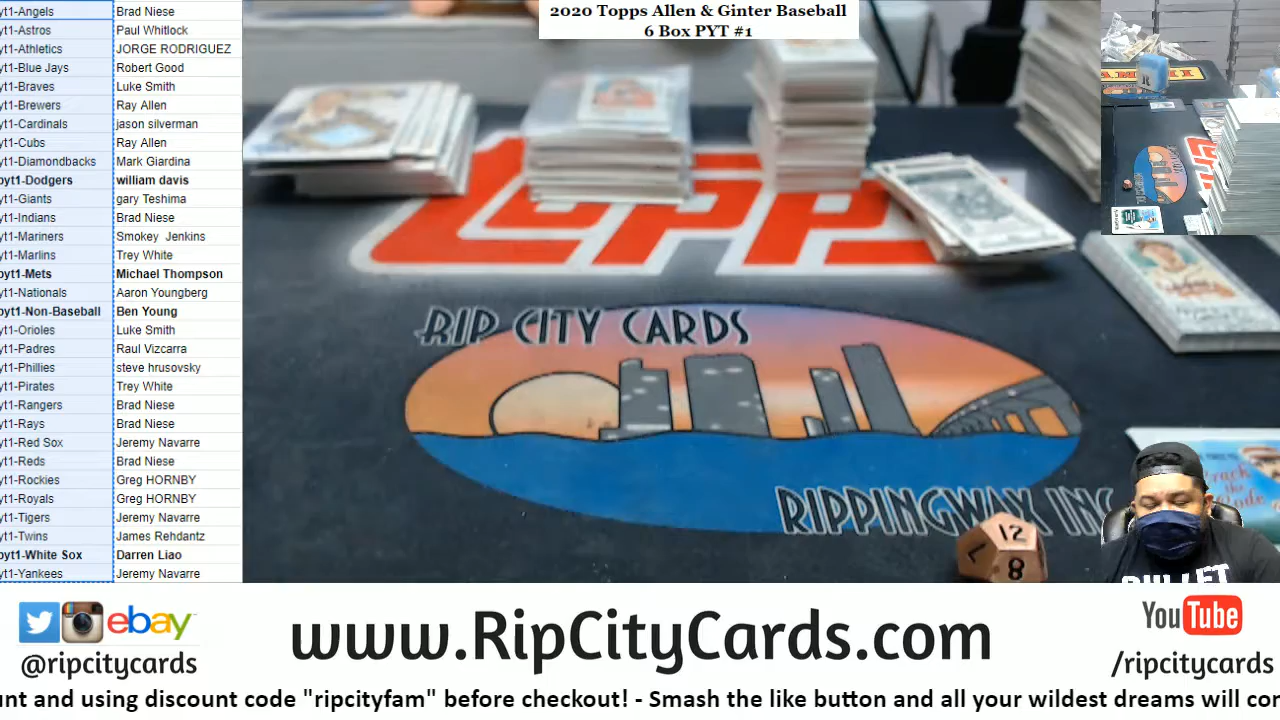 2020 Topps Allen & Ginter Baseball
6 Box PYT #1
yt1-Angels Brad Niese
yt1-Astros Paul Whitlock
yt1-Athletics JORGE RODRIGUEZ
yt1-Blue Jays Robert Good
yt1-Braves Luke Smith
yt1-Brewers Ray Allen
yt1-Cardinals jason silverman
yt1-Cubs Ray Allen
yt1-Diamondbacks Mark Giardina
pyt1-Dodgers william davis
yt1-Giants gary Teshima
yt1-Indians Brad Niese
yt1-Mariners Smokey Jenkins
yt1-Marlins Trey White
pyt1-Mets Michael Thompson
yt1-Nationals Aaron Youngberg
pyt1-Non-Baseball Ben Young
yt1-Orioles Luke Smith
yt1-Padres Raul Vizcarra
yt1-Phillies steve hrusovsky
yt1-Pirates Trey White
yt1-Rangers Brad Niese
yt1-Rays Brad Niese
yt1-Red Sox Jeremy Navarre
yt1-Reds Brad Niese
yt1-Rockies Greg HORNBY
yt1-Royals Greg HORNBY
yt1-Tigers Jeremy Navarre
yt1-Twins James Rehdantz
pyt1-White Sox Darren Liao
yt1-Yankees Jeremy Navarre
RIP CITY CARDS
RIPPINGWAX INC
12
7
8
Crack
the
Code
BULLET
ebay
@ripcitycards
www.RipCityCards.com
YouTube
/ripcitycards
unt and using discount code "ripcityfam" before checkout! - Smash the like button and all your wildest dreams will co